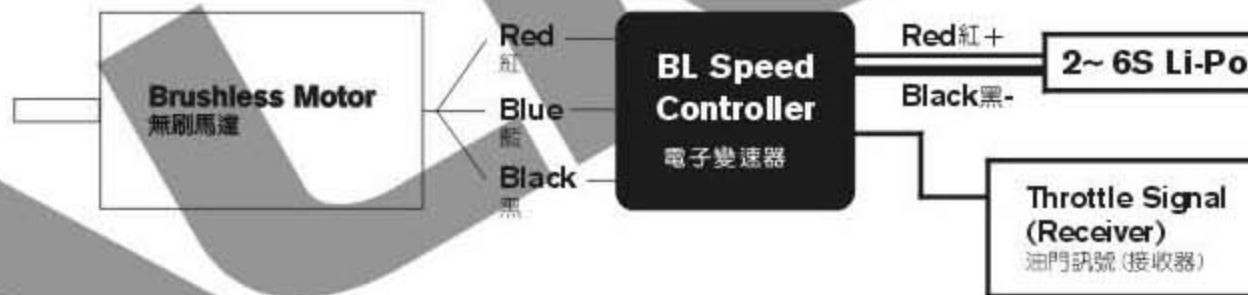 Brushless Motor
無刷馬達
Red
紅
Blue
藍
Black
黑
BL Speed
Controller
電子變速器
Red紅+
Black黑-
2~ 6S Li-Po
Throttle Signal
(Receiver)
油門訊號(接收器)